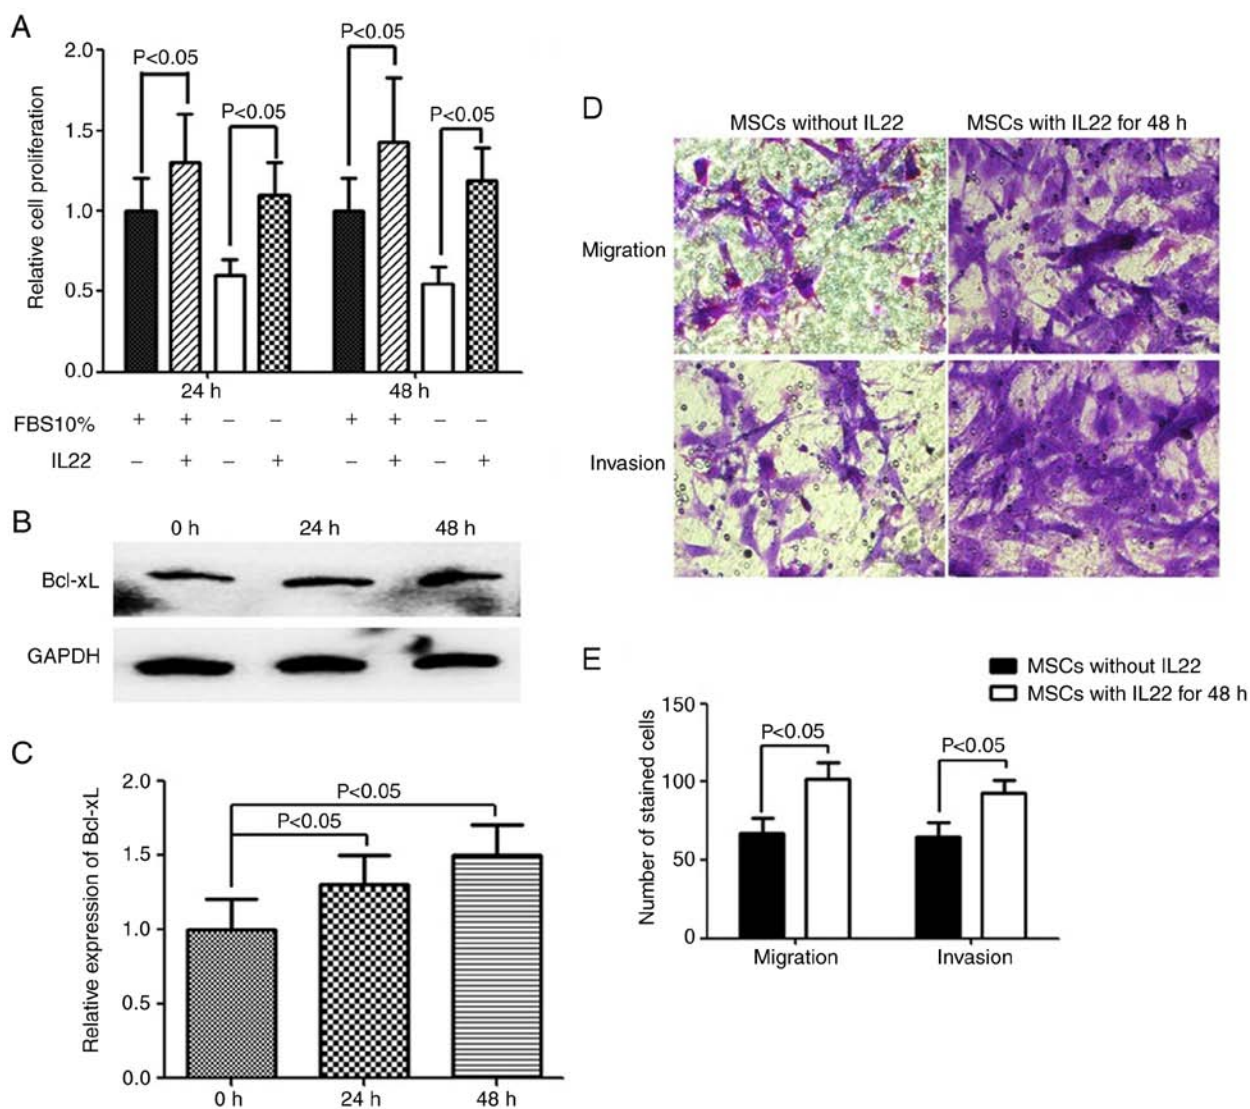 A
Relative cell proliferation
2.0
1.5
1.0
0.5
0.0
P<0.05
P<0.05
P<0.05
P<0.05
24 h
48 h
FBS10% + + – – + + – –
IL22 – + – + – + – +
B
0 h 24 h 48 h
Bcl-xL
GAPDH
C
Relative expression of Bcl-xL
2.0
1.5
1.0
0.5
0.0
P<0.05
P<0.05
0 h 24 h 48 h
D
MSCs without IL22 MSCs with IL22 for 48 h
Migration
Invasion
E
MSCs without IL22
MSCs with IL22 for 48 h
Number of stained cells
150
100
50
0
P<0.05
P<0.05
Migration Invasion